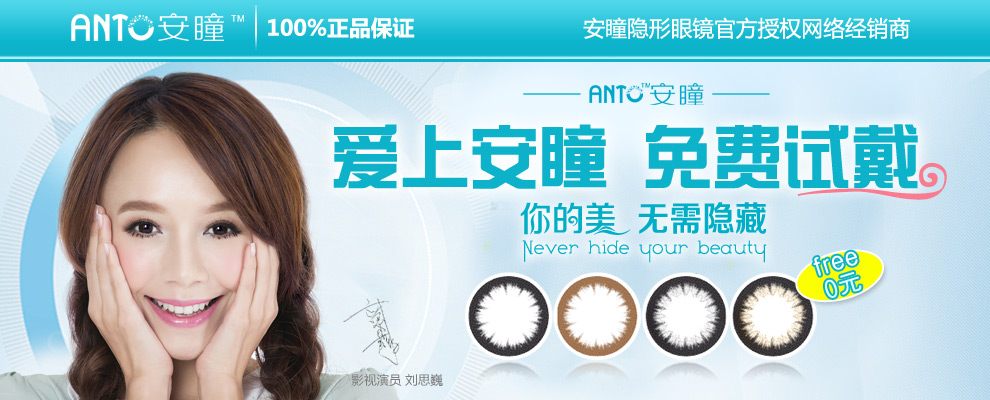 ANTO安瞳™ 100%正品保证
安瞳隐形眼镜官方授权网络经销商
ANTO™安瞳
爱上安瞳 免费试戴
你的美 无需隐藏
Never hide your beauty
free
0元
影视演员 刘思巍